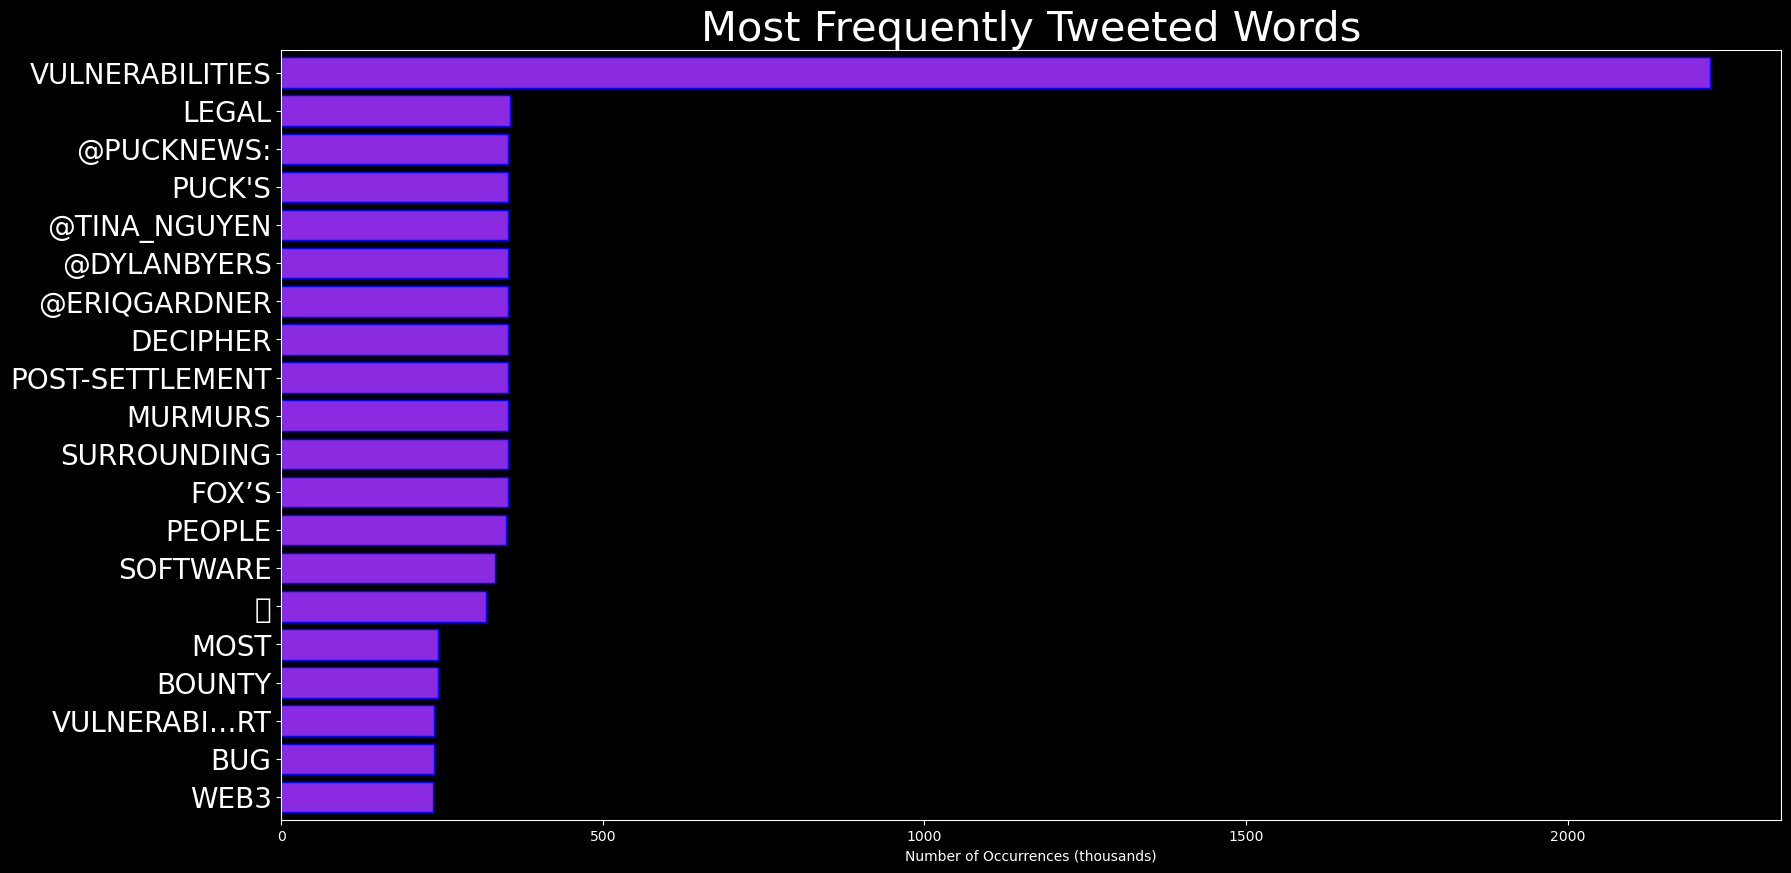 Most Frequently Tweeted Words
VULNERABILITIES
LEGAL
@PUCKNEWS:
PUCK'S
@TINA_NGUYEN
@DYLANBYERS
@ERIQGARDNER
DECIPHER
POST-SETTLEMENT
MURMURS
SURROUNDING
FOX’S
PEOPLE
SOFTWARE
MOST
BOUNTY
VULNERABI…RT
BUG
WEB3
0 500 1000 1500 2000
Number of Occurrences (thousands)